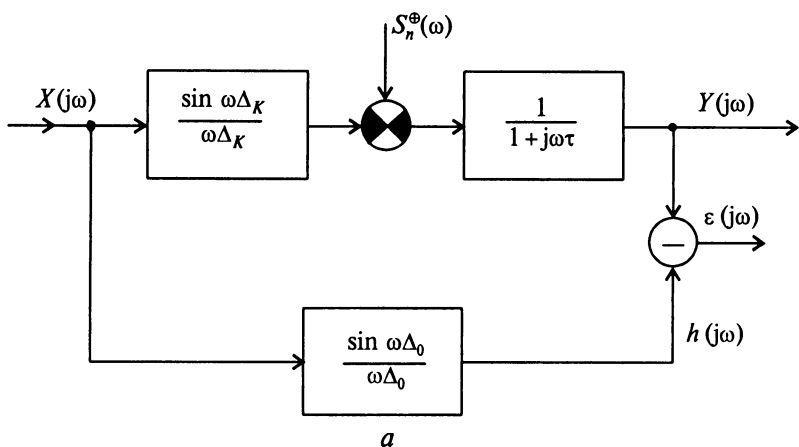 S_n^⊕(ω)
X(jω)
sin ωΔ_K
ωΔ_K
1
1 + jωτ
Y(jω)
ε (jω)
−
sin ωΔ_0
ωΔ_0
h (jω)
а